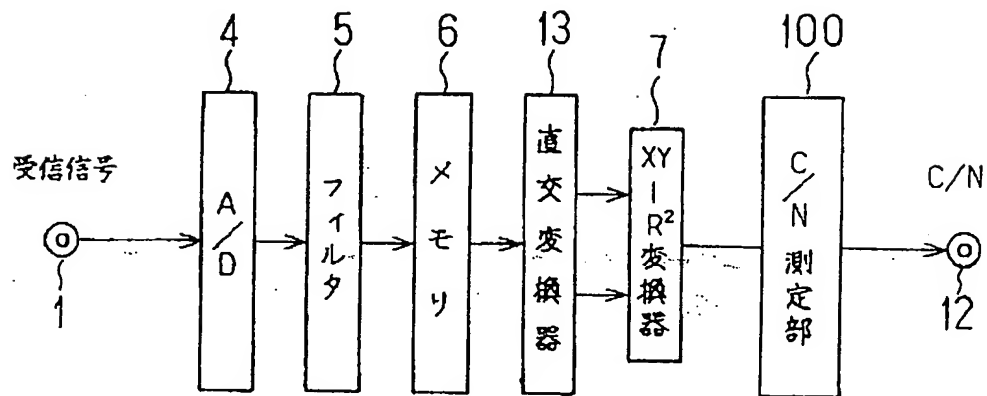 4
5
6
13
7
100
受信信号
1
A/D
フィルタ
メモリ
直交変換器
XY-R²変換器
C/N測定部
C/N
12